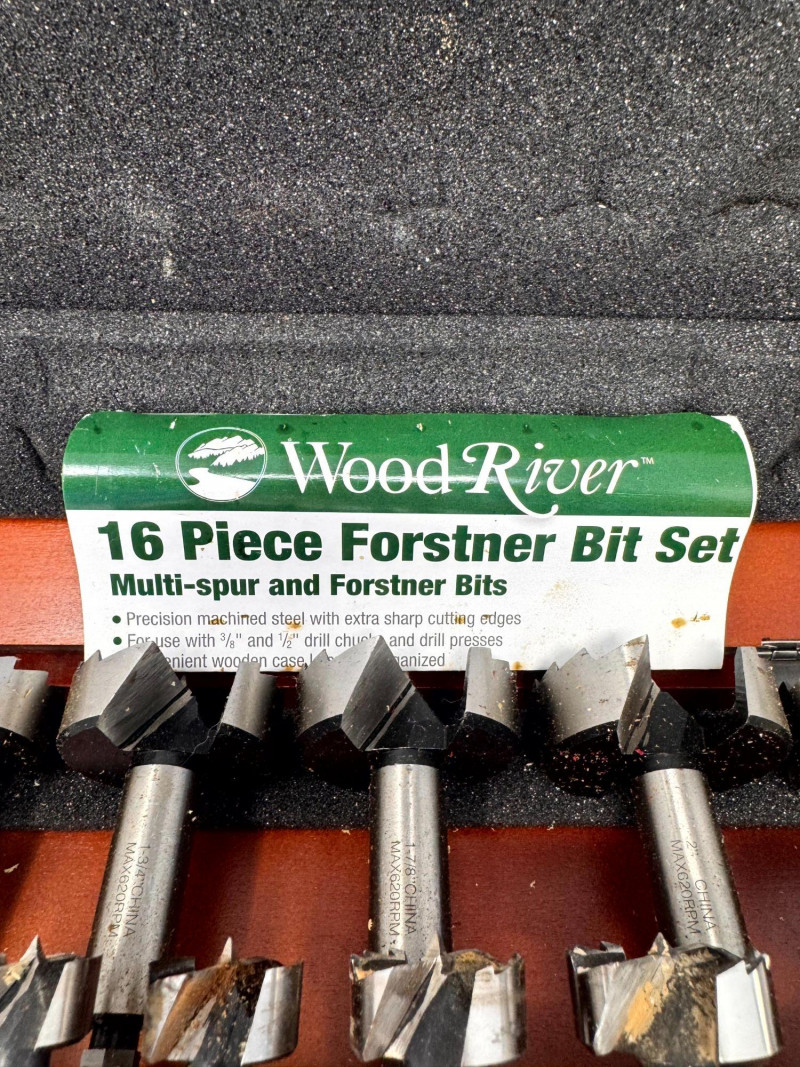 WoodRiver™
16 Piece Forstner Bit Set
Multi-spur and Forstner Bits
• Precision machined steel with extra sharp cutting edges
• For use with 3/8" and 1/2" drill chucks and drill presses
wooden case
1-3/4"CHINA
MAX620RPM
1-7/8"CHINA
MAX620RPM
2" CHINA
MAX620RPM